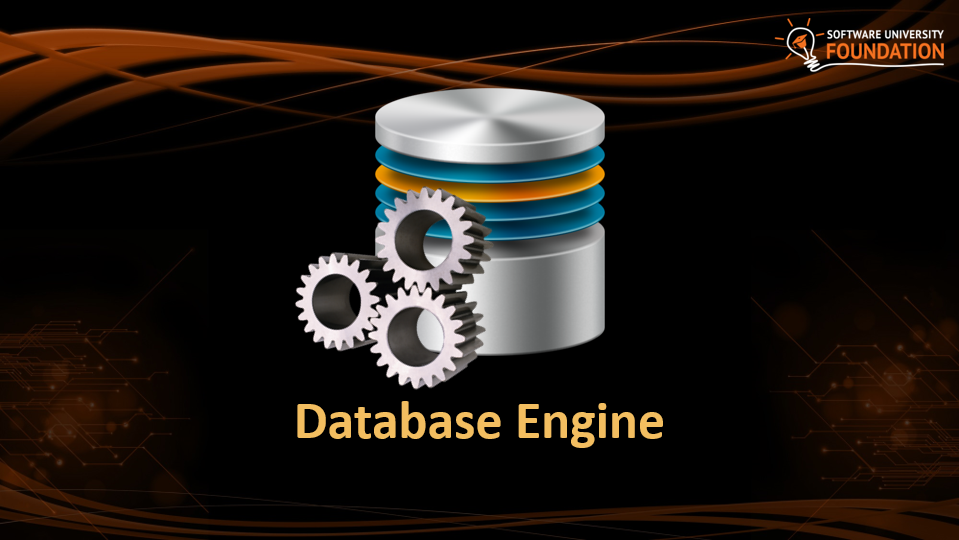 SOFTWARE UNIVERSITY
FOUNDATION
Database Engine